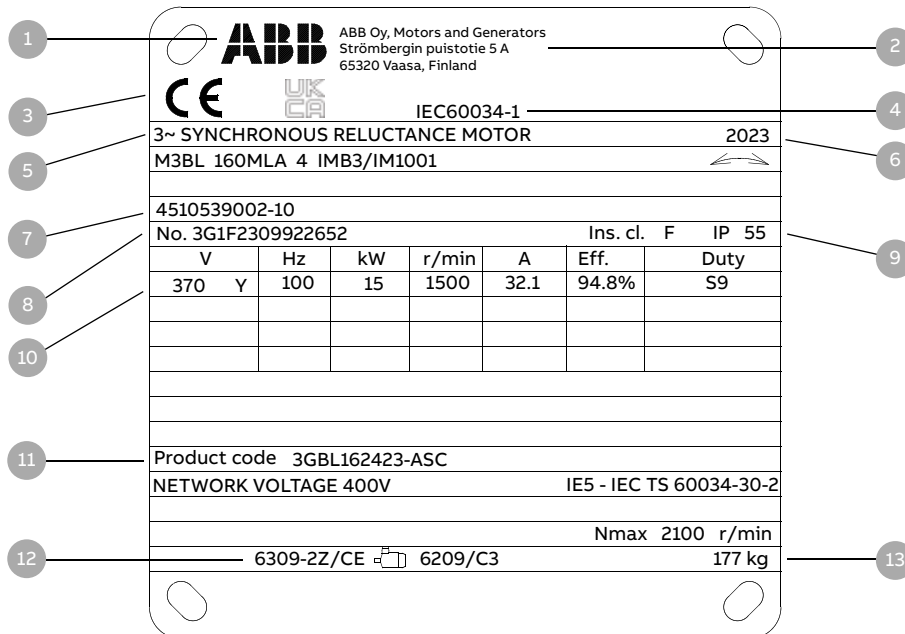 1
ABB
ABB Oy, Motors and Generators
Strömbergin puistotie 5 A
65320 Vaasa, Finland
2
3
CE
UK
CA
IEC60034-1
4
5
3~ SYNCHRONOUS RELUCTANCE MOTOR 2023
6
M3BL 160MLA 4 IMB3/IM1001
7
4510539002-10
8
No. 3G1F2309922652 Ins. cl. F IP 55
9
V Hz kW r/min A Eff. Duty
10
370 Y 100 15 1500 32.1 94.8% S9
11
Product code 3GBL162423-ASC
NETWORK VOLTAGE 400V IE5 - IEC TS 60034-30-2
Nmax 2100 r/min
12
6309-2Z/CE 6209/C3 177 kg
13